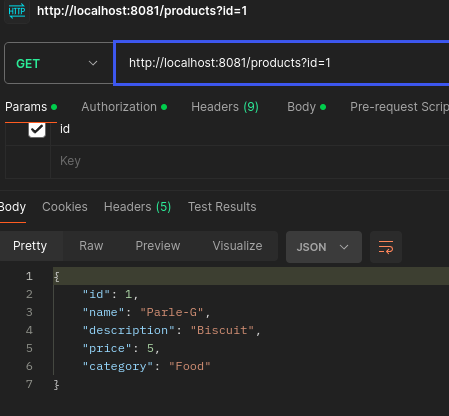 HTTP http://localhost:8081/products?id=1
GET http://localhost:8081/products?id=1
Params Authorization Headers (9) Body Pre-request Scrip
id
Key
Body Cookies Headers (5) Test Results
Pretty Raw Preview Visualize JSON
1 {
2 "id": 1,
3 "name": "Parle-G",
4 "description": "Biscuit",
5 "price": 5,
6 "category": "Food"
7 }